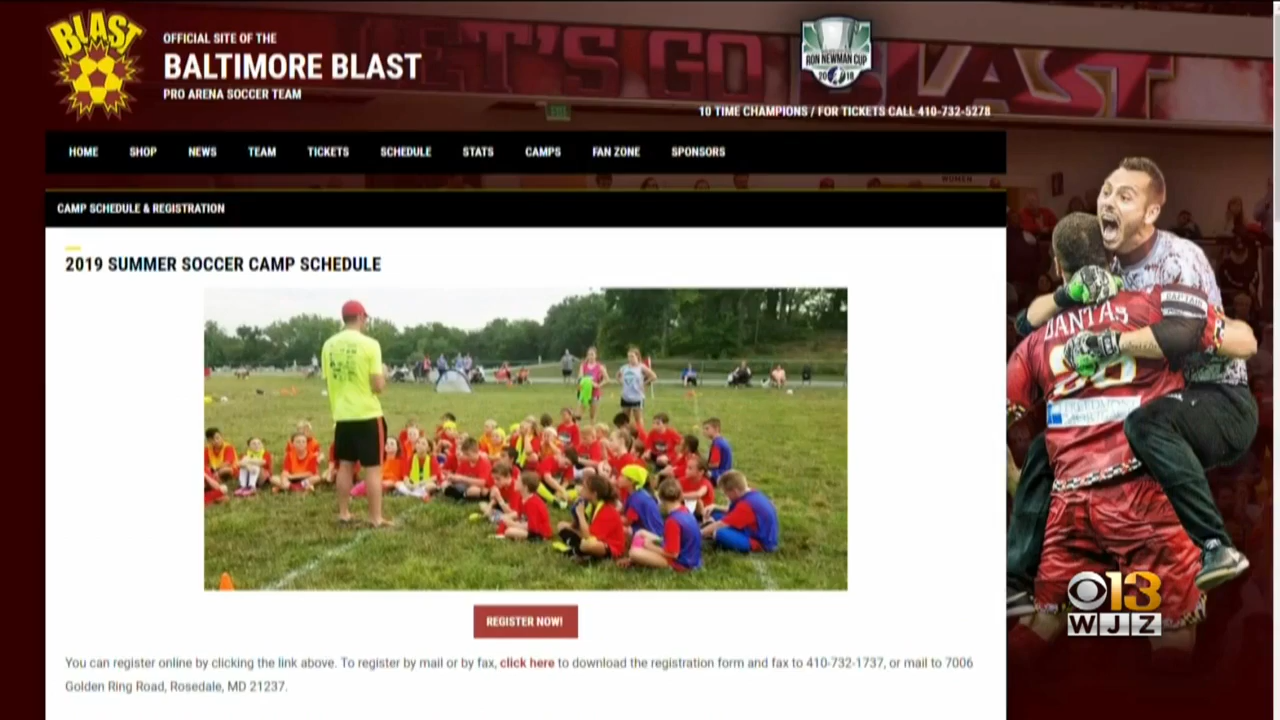 BLAST
OFFICIAL SITE OF THE
BALTIMORE BLAST
PRO ARENA SOCCER TEAM
LET'S GO BLAST
RON NEWMAN CUP
2018
EXIT
10 TIME CHAMPIONS / FOR TICKETS CALL 410-732-5278
HOME SHOP NEWS TEAM TICKETS SCHEDULE STATS CAMPS FAN ZONE SPONSORS
WOMEN
CAMP SCHEDULE & REGISTRATION
2019 SUMMER SOCCER CAMP SCHEDULE
CAPTAIN
DANTAS
REGISTER NOW!
13
WJZ
You can register online by clicking the link above. To register by mail or by fax, click here to download the registration form and fax to 410-732-1737, or mail to 7006
Golden Ring Road, Rosedale, MD 21237.